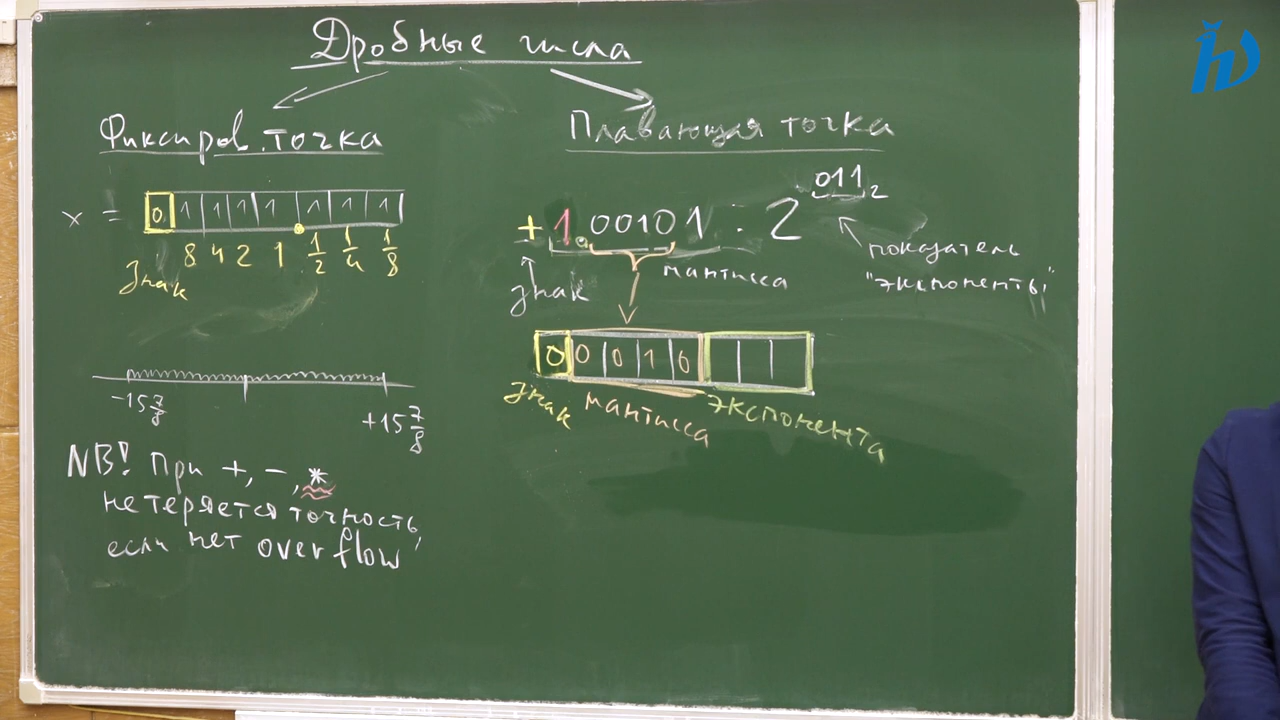 Дробные числа
Фиксиров. точка
x = 0 1 1 1 1 . 1 1 1
8 4 2 1 1/2 1/4 1/8
Знак
-15 7/8
+15 7/8
NB! При +, -, *
не теряется точность,
если нет overflow
Плавающая точка
+1.00101 · 2^011₂
знак
мантисса
показатель
"экспоненты"
0 0 0 1 0
знак мантисса экспонента